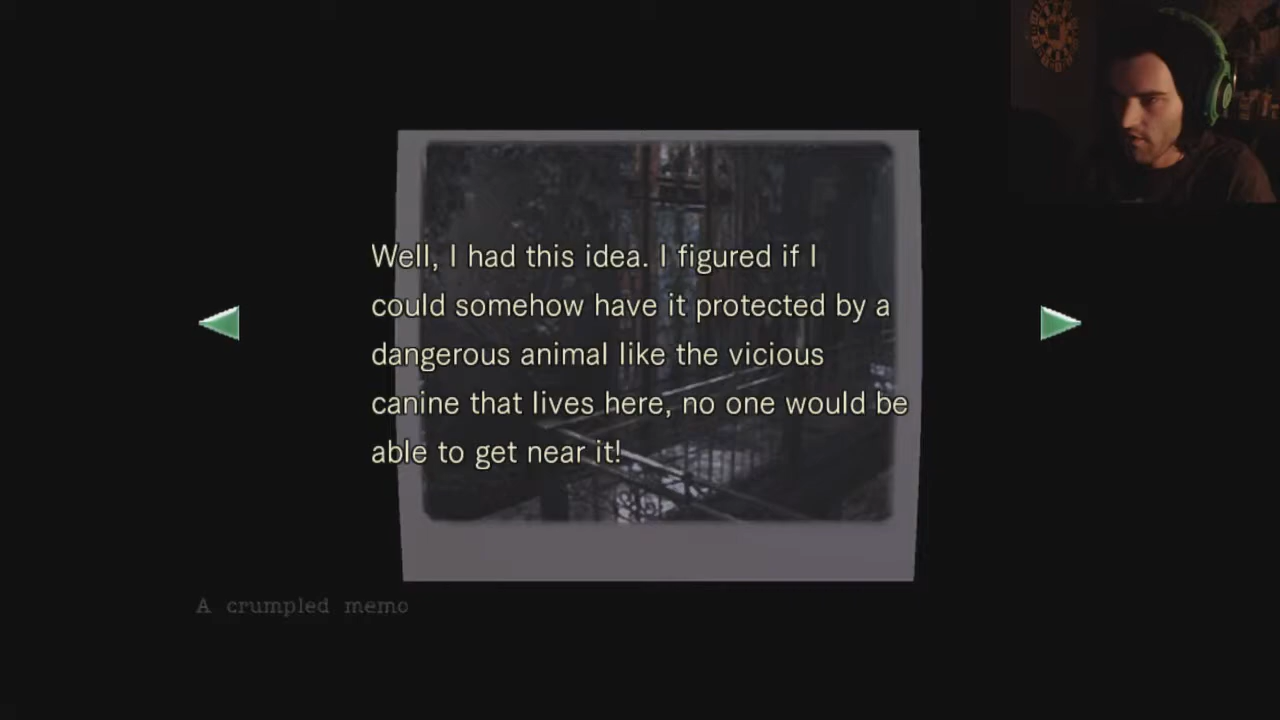 Well, I had this idea. I figured if I
could somehow have it protected by a
dangerous animal like the vicious
canine that lives here, no one would be
able to get near it!
A crumpled memo